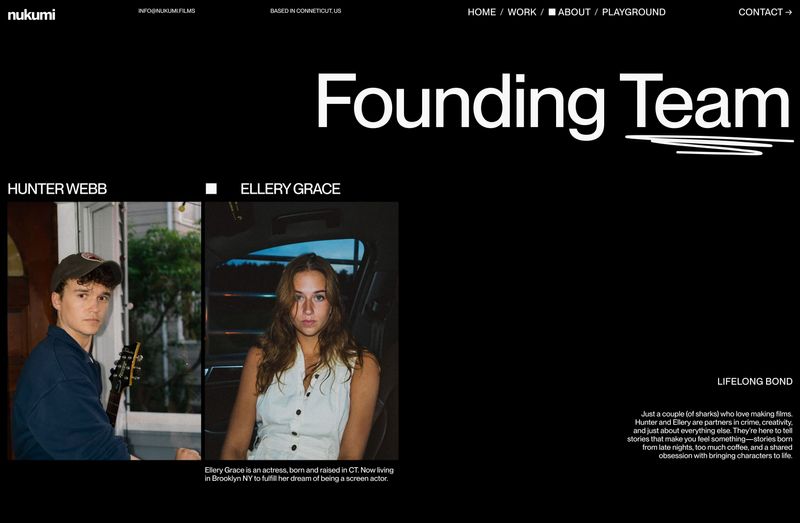 nukumi
INFO@NUKUMI.FILMS
BASED IN CONNETICUT, US
HOME / WORK / ABOUT / PLAYGROUND
CONTACT →
Founding Team
HUNTER WEBB
ELLERY GRACE
Ellery Grace is an actress, born and raised in CT. Now living
in Brooklyn NY to fulfill her dream of being a screen actor.
LIFELONG BOND
Just a couple (of sharks) who love making films.
Hunter and Ellery are partners in crime, creativity,
and just about everything else. They're here to tell
stories that make you feel something—stories born
from late nights, too much coffee, and a shared
obsession with bringing characters to life.